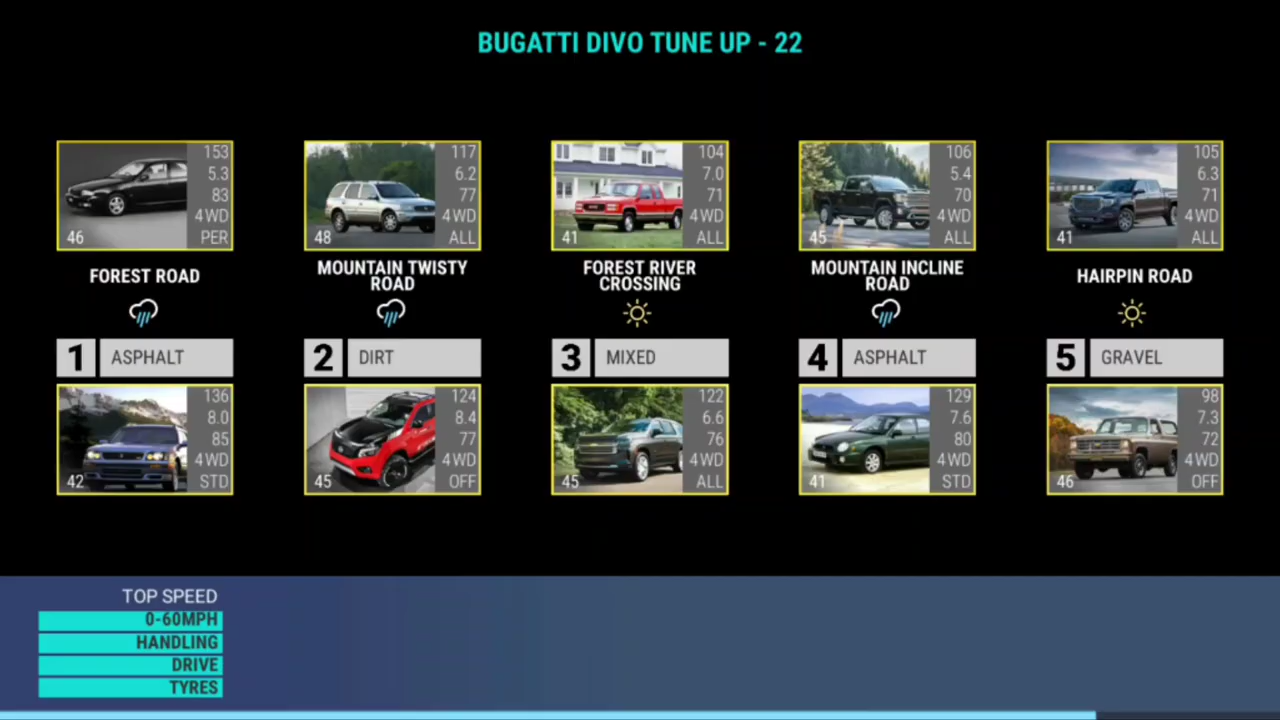 BUGATTI DIVO TUNE UP - 22
153
5.3
83
4WD
46 PER
117
6.2
77
4WD
48 ALL
104
7.0
71
4WD
41 ALL
106
5.4
70
4WD
45 ALL
105
6.3
71
4WD
41 ALL
FOREST ROAD
MOUNTAIN TWISTY
ROAD
FOREST RIVER
CROSSING
MOUNTAIN INCLINE
ROAD
HAIRPIN ROAD
1 ASPHALT
2 DIRT
3 MIXED
4 ASPHALT
5 GRAVEL
136
8.0
85
4WD
42 STD
124
8.4
77
4WD
45 OFF
122
6.6
76
4WD
45 ALL
129
7.6
80
4WD
41 STD
98
7.3
72
4WD
46 OFF
TOP SPEED
0-60MPH
HANDLING
DRIVE
TYRES